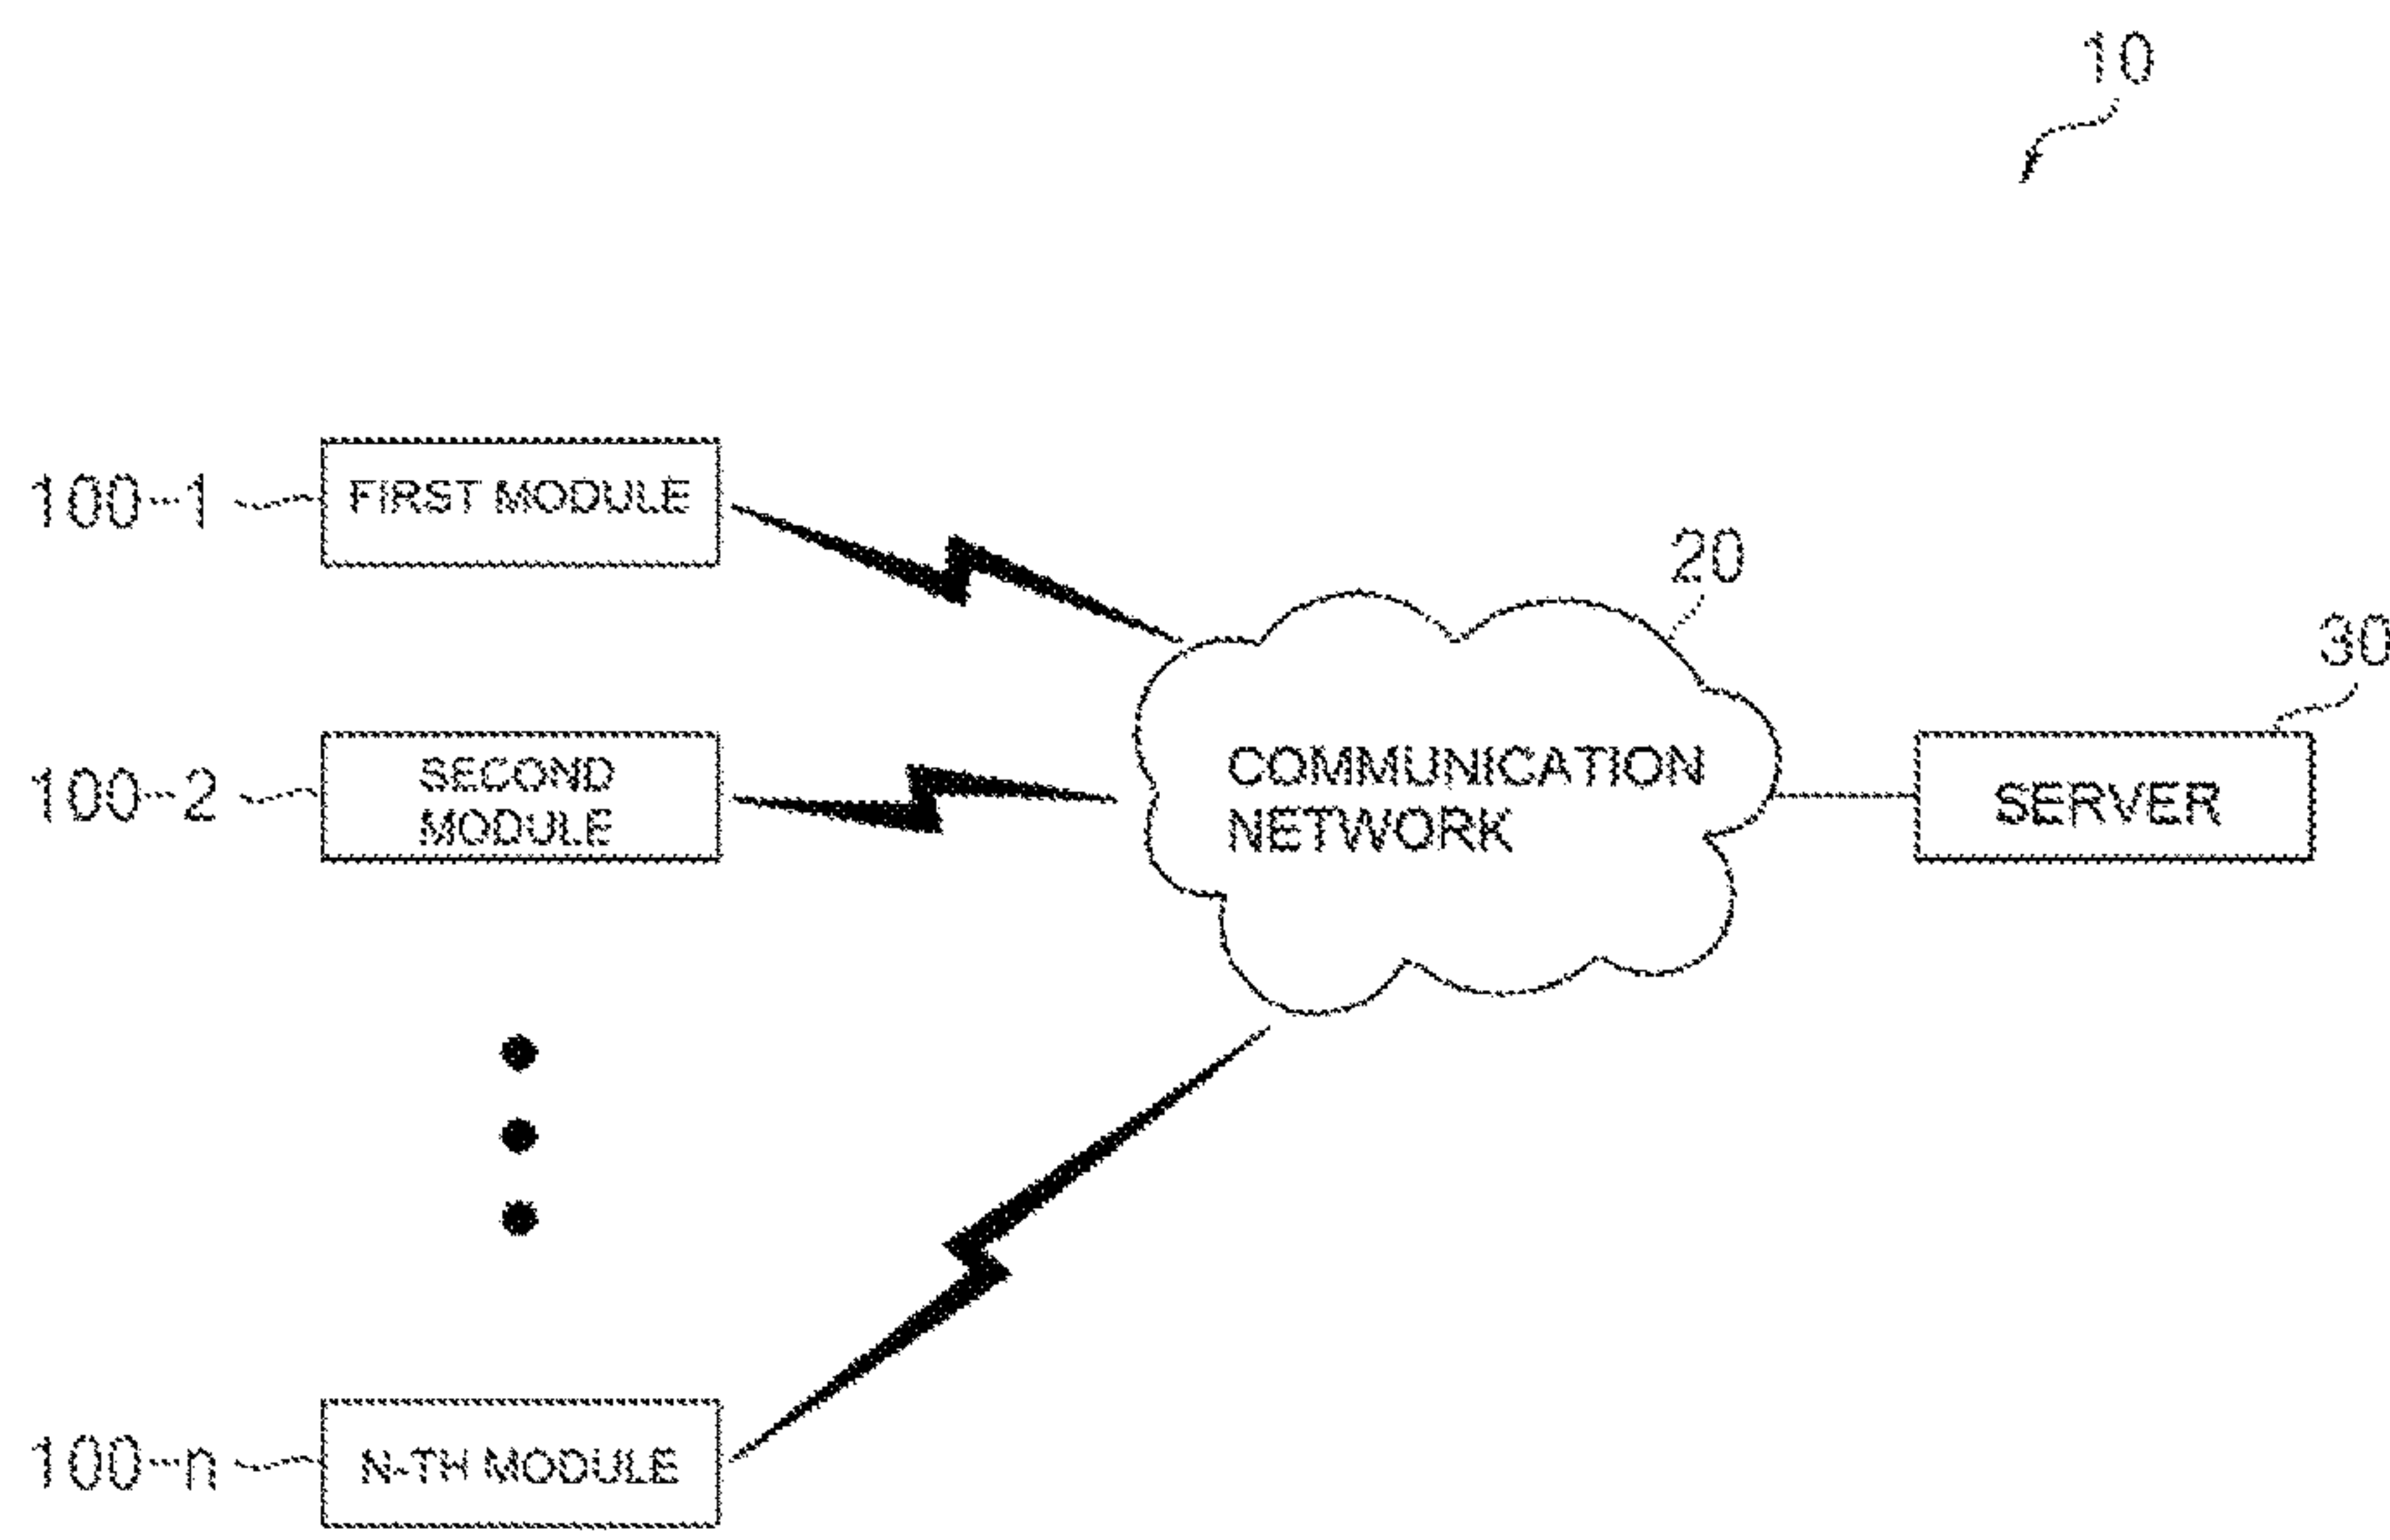 10
100-1
FIRST MODULE
20
30
100-2
SECOND
MODULE
COMMUNICATION
NETWORK
SERVER
100-n
N-TH MODULE